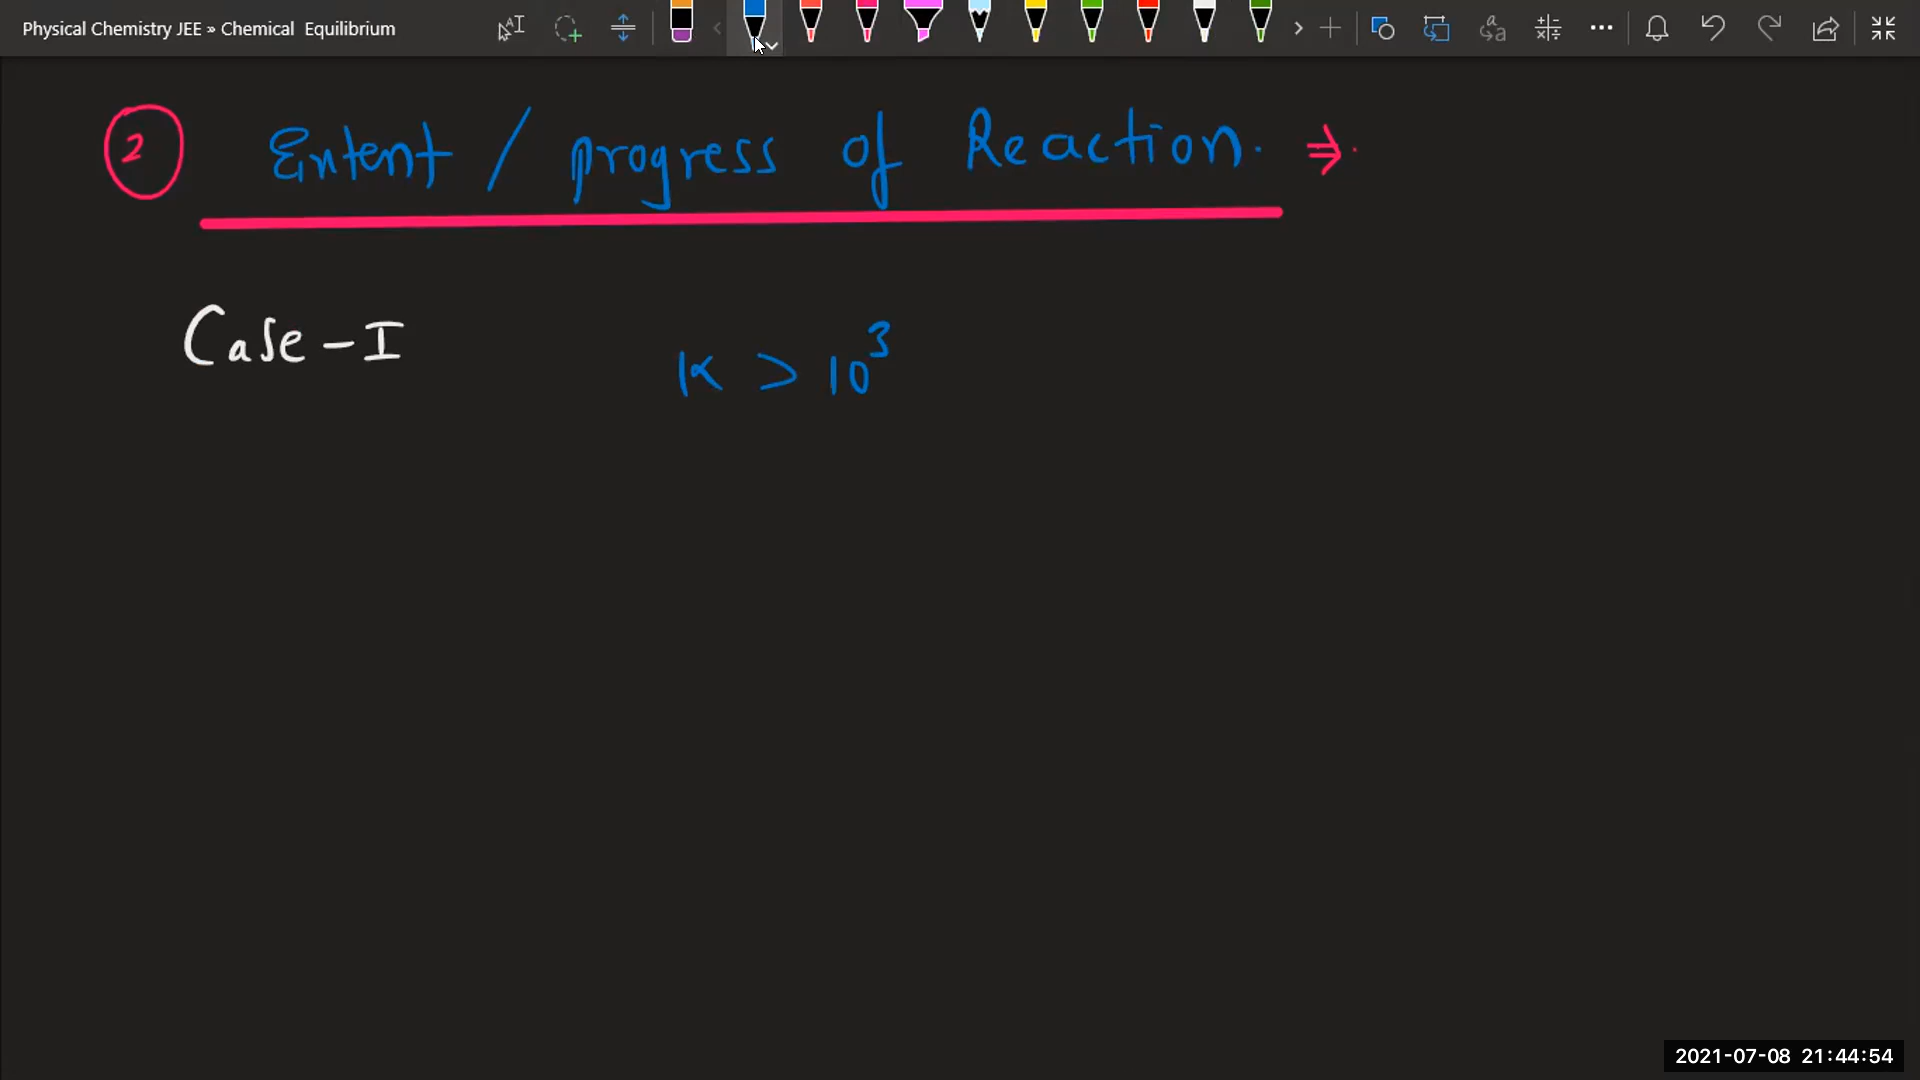 Physical Chemistry JEE » Chemical Equilibrium
2 Extent / progress of Reaction. ⇒
Case - I
K > 10³
2021-07-08 21:44:54